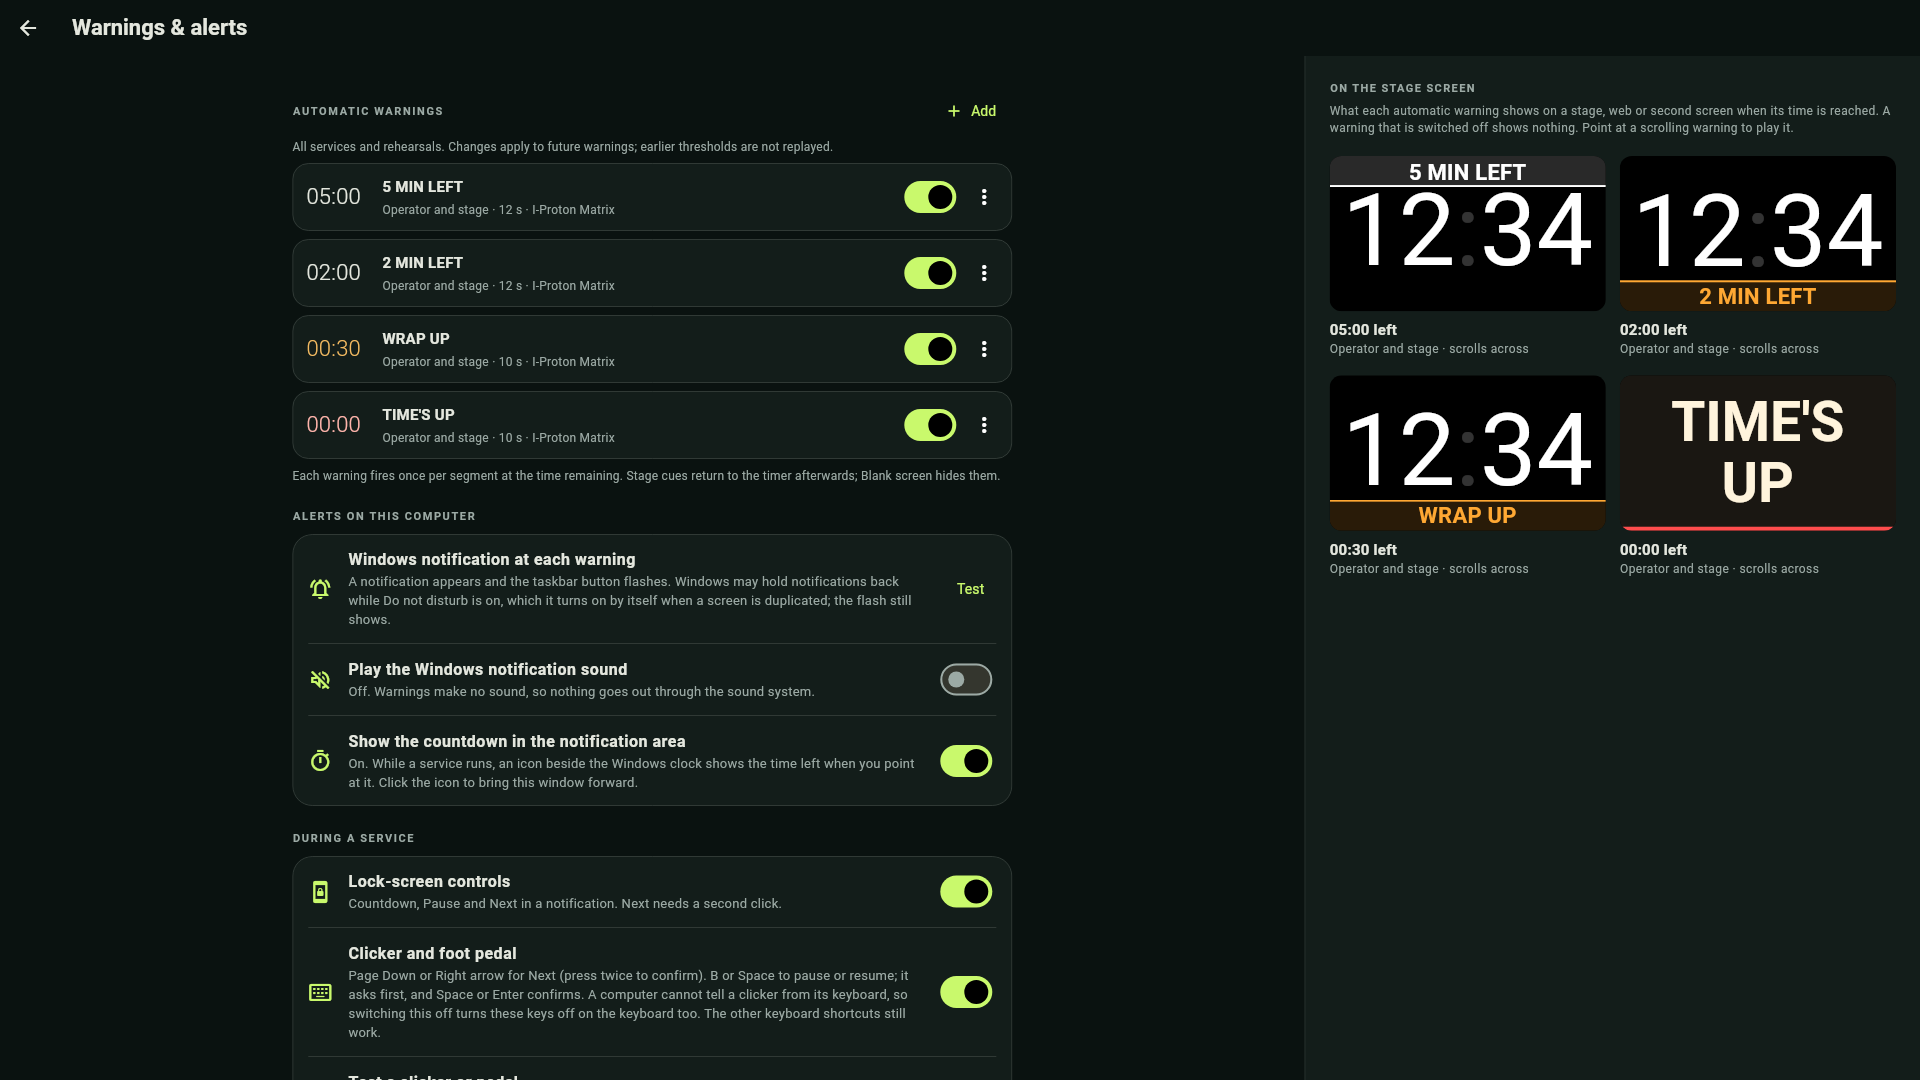 Warnings & alerts
AUTOMATIC WARNINGS
Add
All services and rehearsals. Changes apply to future warnings; earlier thresholds are not replayed.
05:00
5 MIN LEFT
Operator and stage · 12 s · I-Proton Matrix
02:00
2 MIN LEFT
Operator and stage · 12 s · I-Proton Matrix
00:30
WRAP UP
Operator and stage · 10 s · I-Proton Matrix
00:00
TIME'S UP
Operator and stage · 10 s · I-Proton Matrix
Each warning fires once per segment at the time remaining. Stage cues return to the timer afterwards; Blank screen hides them.
ALERTS ON THIS COMPUTER
Windows notification at each warning
A notification appears and the taskbar button flashes. Windows may hold notifications back
while Do not disturb is on, which it turns on by itself when a screen is duplicated; the flash still
shows.
Test
Play the Windows notification sound
Off. Warnings make no sound, so nothing goes out through the sound system.
Show the countdown in the notification area
On. While a service runs, an icon beside the Windows clock shows the time left when you point
at it. Click the icon to bring this window forward.
DURING A SERVICE
Lock-screen controls
Countdown, Pause and Next in a notification. Next needs a second click.
Clicker and foot pedal
Page Down or Right arrow for Next (press twice to confirm). B or Space to pause or resume; it
asks first, and Space or Enter confirms. A computer cannot tell a clicker from its keyboard, so
switching this off turns these keys off on the keyboard too. The other keyboard shortcuts still
work.
ON THE STAGE SCREEN
What each automatic warning shows on a stage, web or second screen when its time is reached. A
warning that is switched off shows nothing. Point at a scrolling warning to play it.
5 MIN LEFT
12:34
05:00 left
Operator and stage · scrolls across
12:34
2 MIN LEFT
02:00 left
Operator and stage · scrolls across
12:34
WRAP UP
00:30 left
Operator and stage · scrolls across
TIME'S
UP
00:00 left
Operator and stage · scrolls across